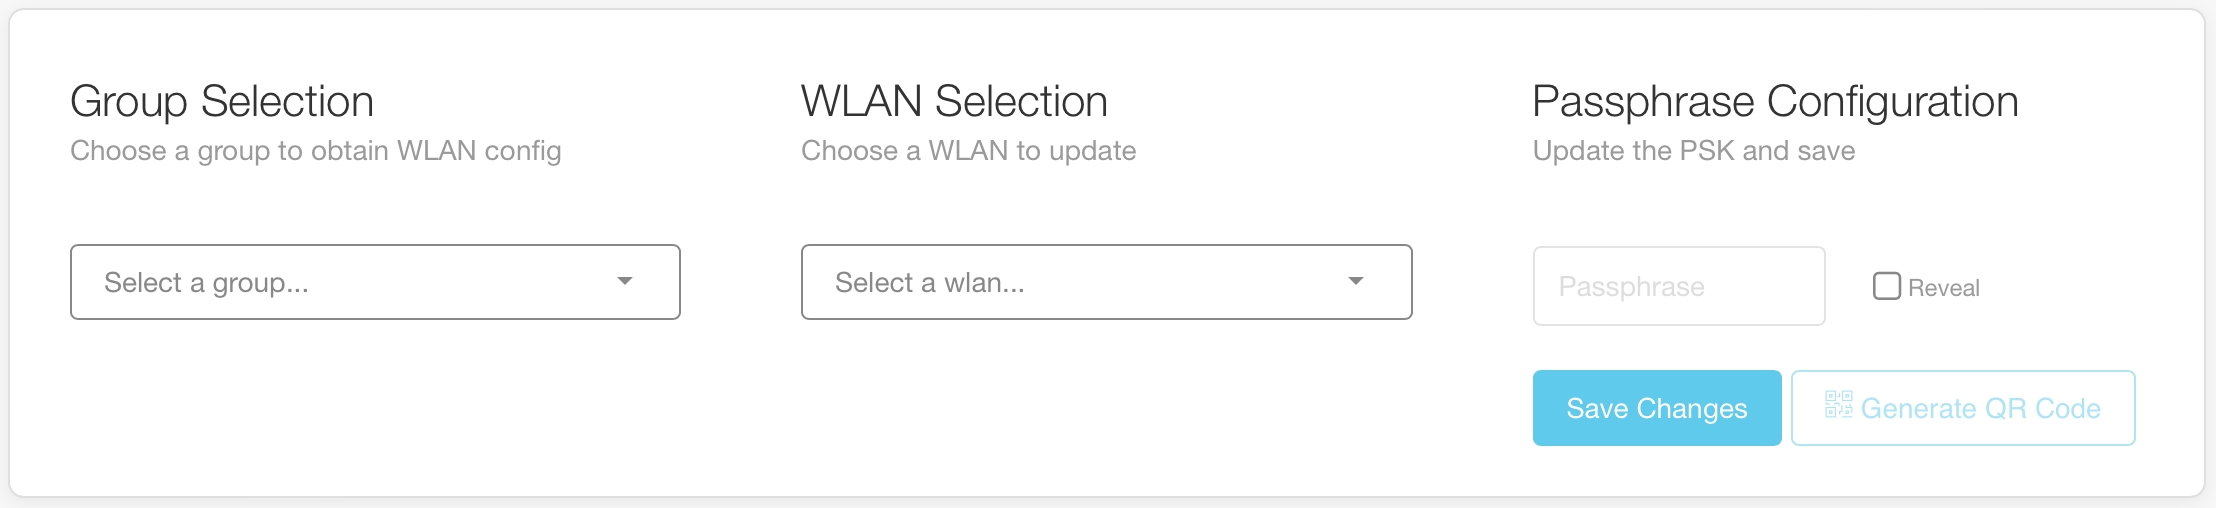 Group Selection
Choose a group to obtain WLAN config
Select a group...
WLAN Selection
Choose a WLAN to update
Select a wlan...
Passphrase Configuration
Update the PSK and save
Passphrase
Reveal
Save Changes
Generate QR Code